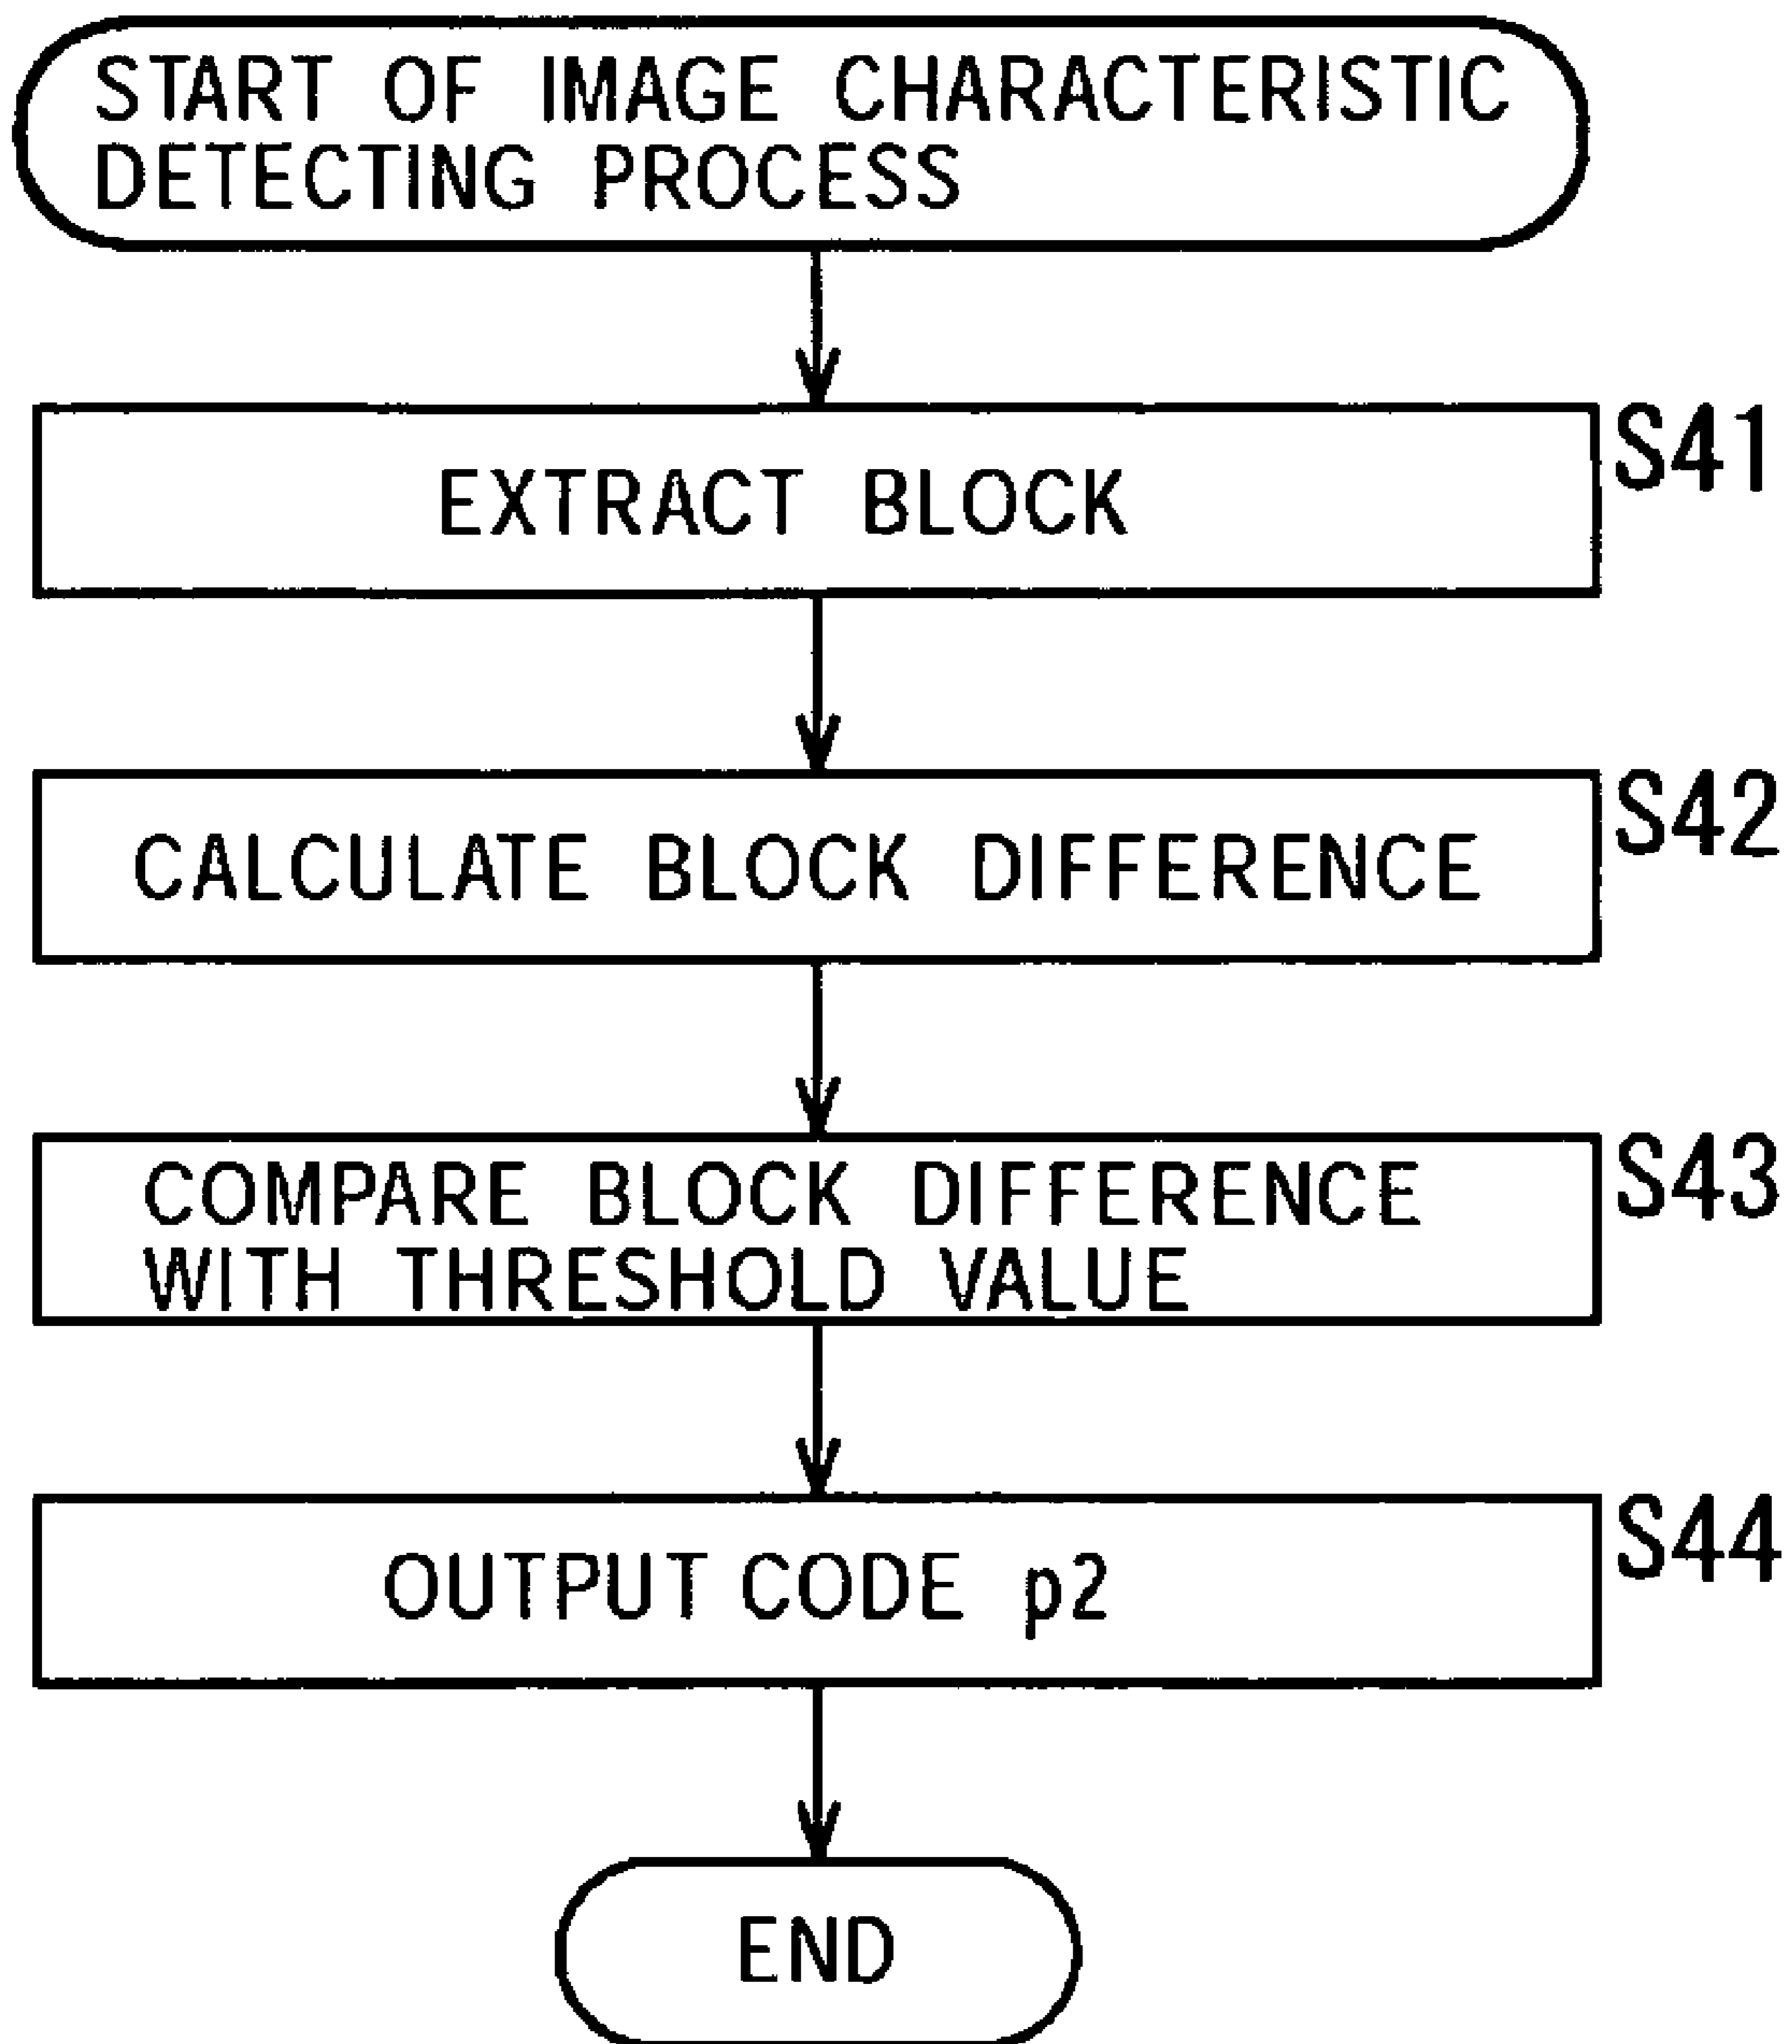 START OF IMAGE CHARACTERISTIC
DETECTING PROCESS
S41
EXTRACT BLOCK
S42
CALCULATE BLOCK DIFFERENCE
S43
COMPARE BLOCK DIFFERENCE
WITH THRESHOLD VALUE
S44
OUTPUT CODE p2
END